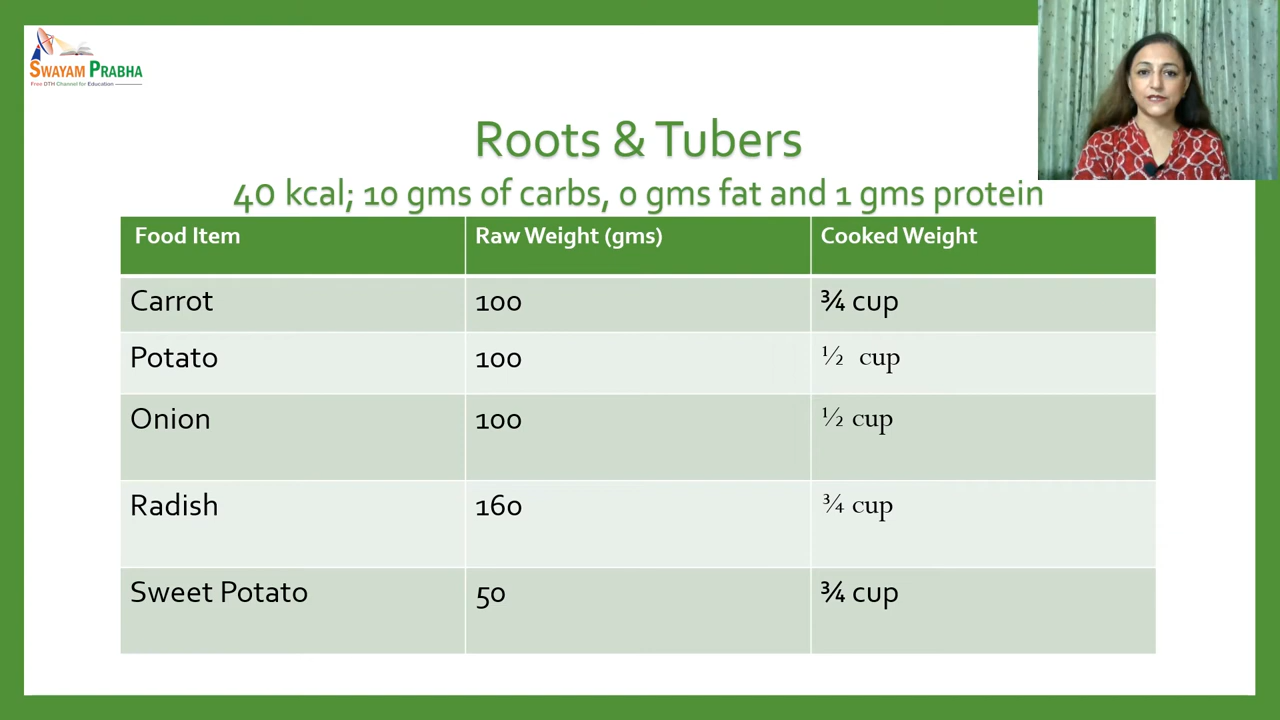 SWAYAM PRABHA
Free DTH Channel for Education
Roots & Tubers
40 kcal; 10 gms of carbs, 0 gms fat and 1 gms protein
Food Item Raw Weight (gms) Cooked Weight
Carrot 100 ¾ cup
Potato 100 ½ cup
Onion 100 ½ cup
Radish 160 ¾ cup
Sweet Potato 50 ¾ cup